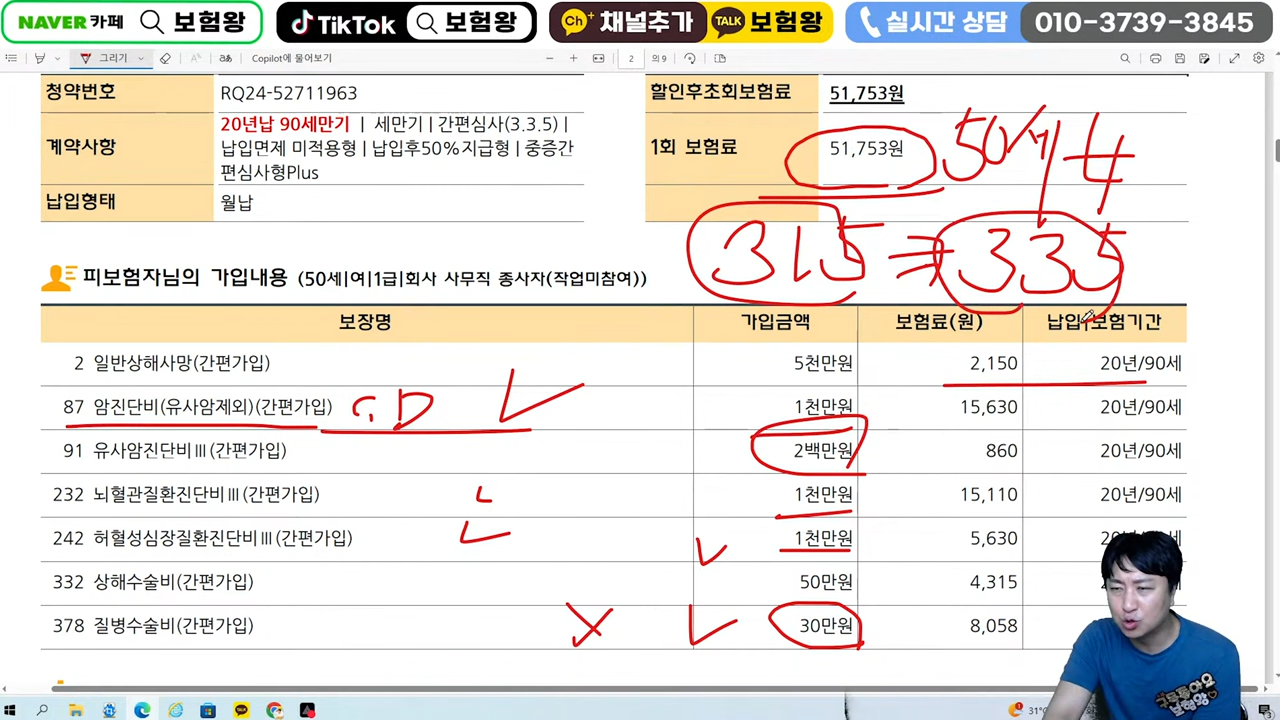 NAVER 카페 보험왕 TikTok 보험왕 Ch+ 채널추가 TALK 보험왕 실시간 상담 010-3739-3845
그리기 Copilot에 물어보기 2 의 9
청약번호 RQ24-52711963 할인후초회보험료 51,753원
계약사항 20년납 90세만기 | 세만기 | 간편심사(3.3.5) |
납입면제 미적용형 | 납입후50%지급형 | 중증간
편심사형Plus
1회 보험료 51,753원 50세 女
납입형태 월납
315 ⇒ 335
피보험자님의 가입내용 (50세|여|1급|회사 사무직 종사자(작업미참여))
보장명 가입금액 보험료(원) 납입|보험기간
2 일반상해사망(간편가입) 5천만원 2,150 20년/90세
87 암진단비(유사암제외)(간편가입) 1천만원 15,630 20년/90세
91 유사암진단비Ⅲ(간편가입) 2백만원 860 20년/90세
232 뇌혈관질환진단비Ⅲ(간편가입) 1천만원 15,110 20년/90세
242 허혈성심장질환진단비Ⅲ(간편가입) 1천만원 5,630
332 상해수술비(간편가입) 50만원 4,315
378 질병수술비(간편가입) 30만원 8,058
보험왕
31°